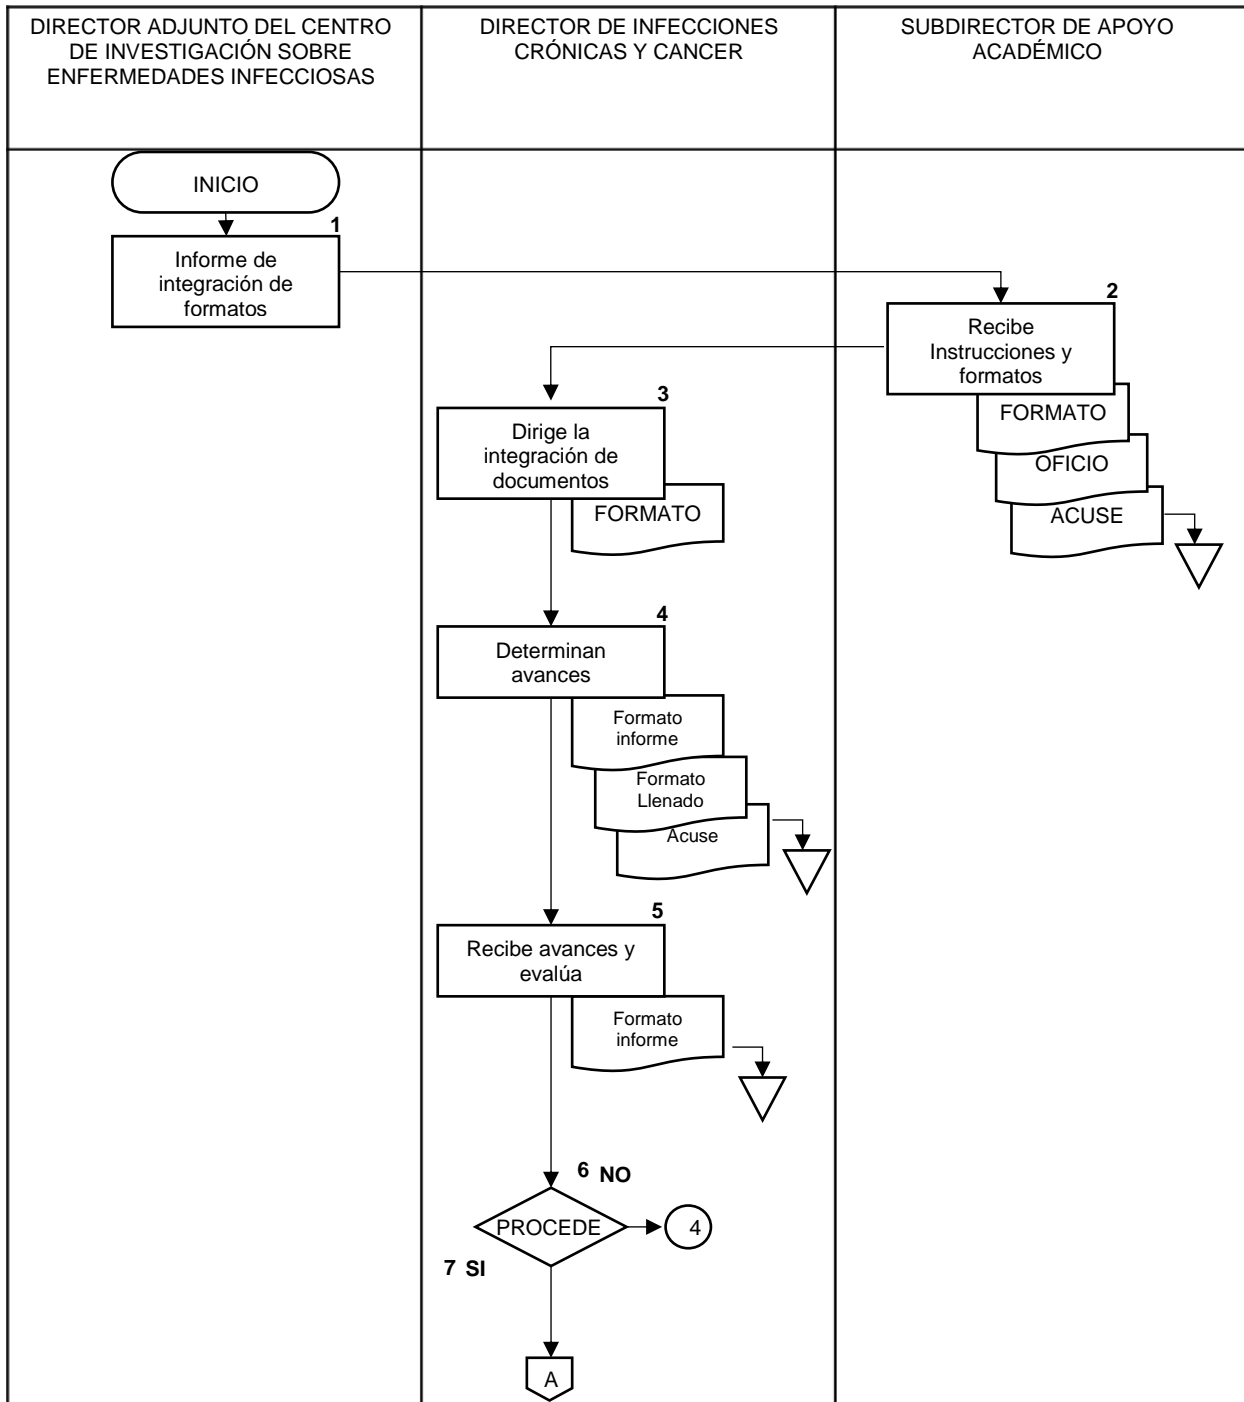 DIRECTOR ADJUNTO DEL CENTRO
DE INVESTIGACIÓN SOBRE
ENFERMEDADES INFECCIOSAS
DIRECTOR DE INFECCIONES
CRÓNICAS Y CANCER
SUBDIRECTOR DE APOYO
ACADÉMICO
INICIO
1
Informe de
integración de
formatos
2
Recibe
Instrucciones y
formatos
FORMATO
OFICIO
ACUSE
3
Dirige la
integración de
documentos
FORMATO
4
Determinan
avances
Formato
informe
Formato
Llenado
Acuse
5
Recibe avances y
evalúa
Formato
informe
6 NO
PROCEDE
4
7 SI
A